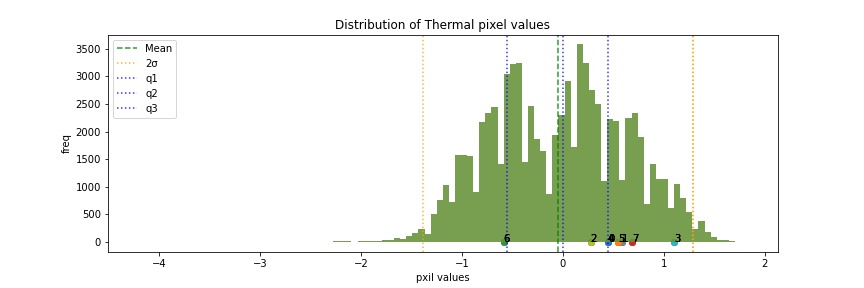 Distribution of Thermal pixel values
Mean
2σ
q1
q2
q3
freq
3500
3000
2500
2000
1500
1000
500
0
6
2
5
7
3
−4
−3
−2
−1
0
1
2
pxil values